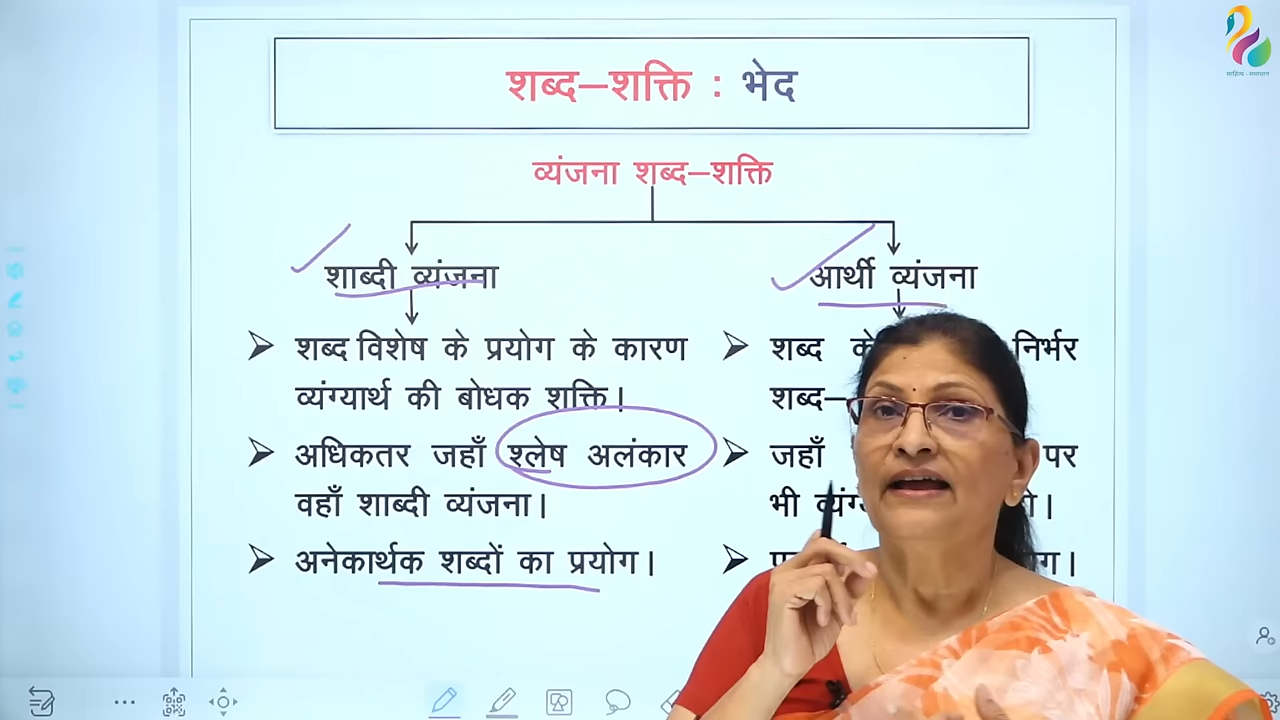 शब्द–शक्ति : भेद
व्यंजना शब्द–शक्ति
शाब्दी व्यंजना
शब्द विशेष के प्रयोग के कारण
व्यंग्यार्थ की बोधक शक्ति।
अधिकतर जहाँ श्लेष अलंकार
वहाँ शाब्दी व्यंजना।
अनेकार्थक शब्दों का प्रयोग।
आर्थी व्यंजना
शब्द निर्भर
शब्द–
जहाँ पर
भी
साहित्य - समाधान